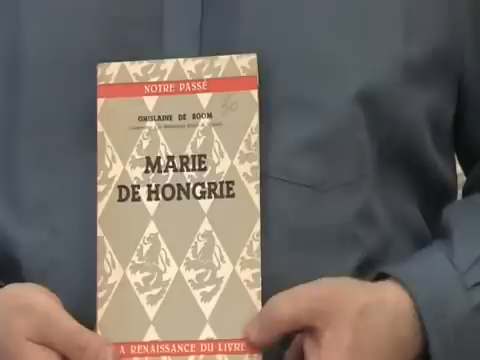 NOTRE PASSÉ
GHISLAINE DE BOOM
MARIE
DE HONGRIE
A RENAISSANCE DU LIVRE